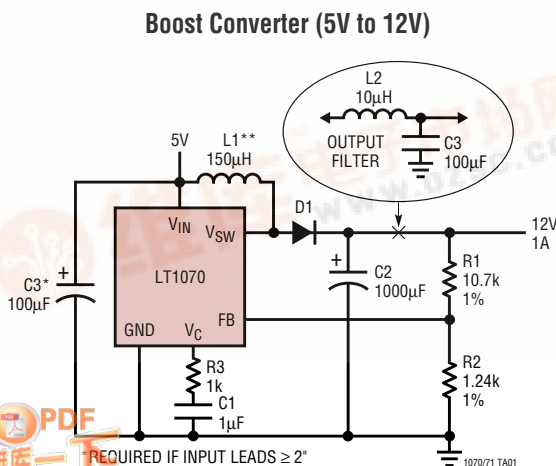 Boost Converter (5V to 12V)
L2
10µH
OUTPUT
FILTER
C3
100µF
5V
L1**
150µH
D1
12V
1A
VIN
VSW
LT1070
GND
VC
FB
C3*
100µF
+
+
C2
1000µF
R1
10.7k
1%
R2
1.24k
1%
R3
1k
C1
1µF
PDF
*REQUIRED IF INPUT LEADS ≥ 2"
1070/71 TA01